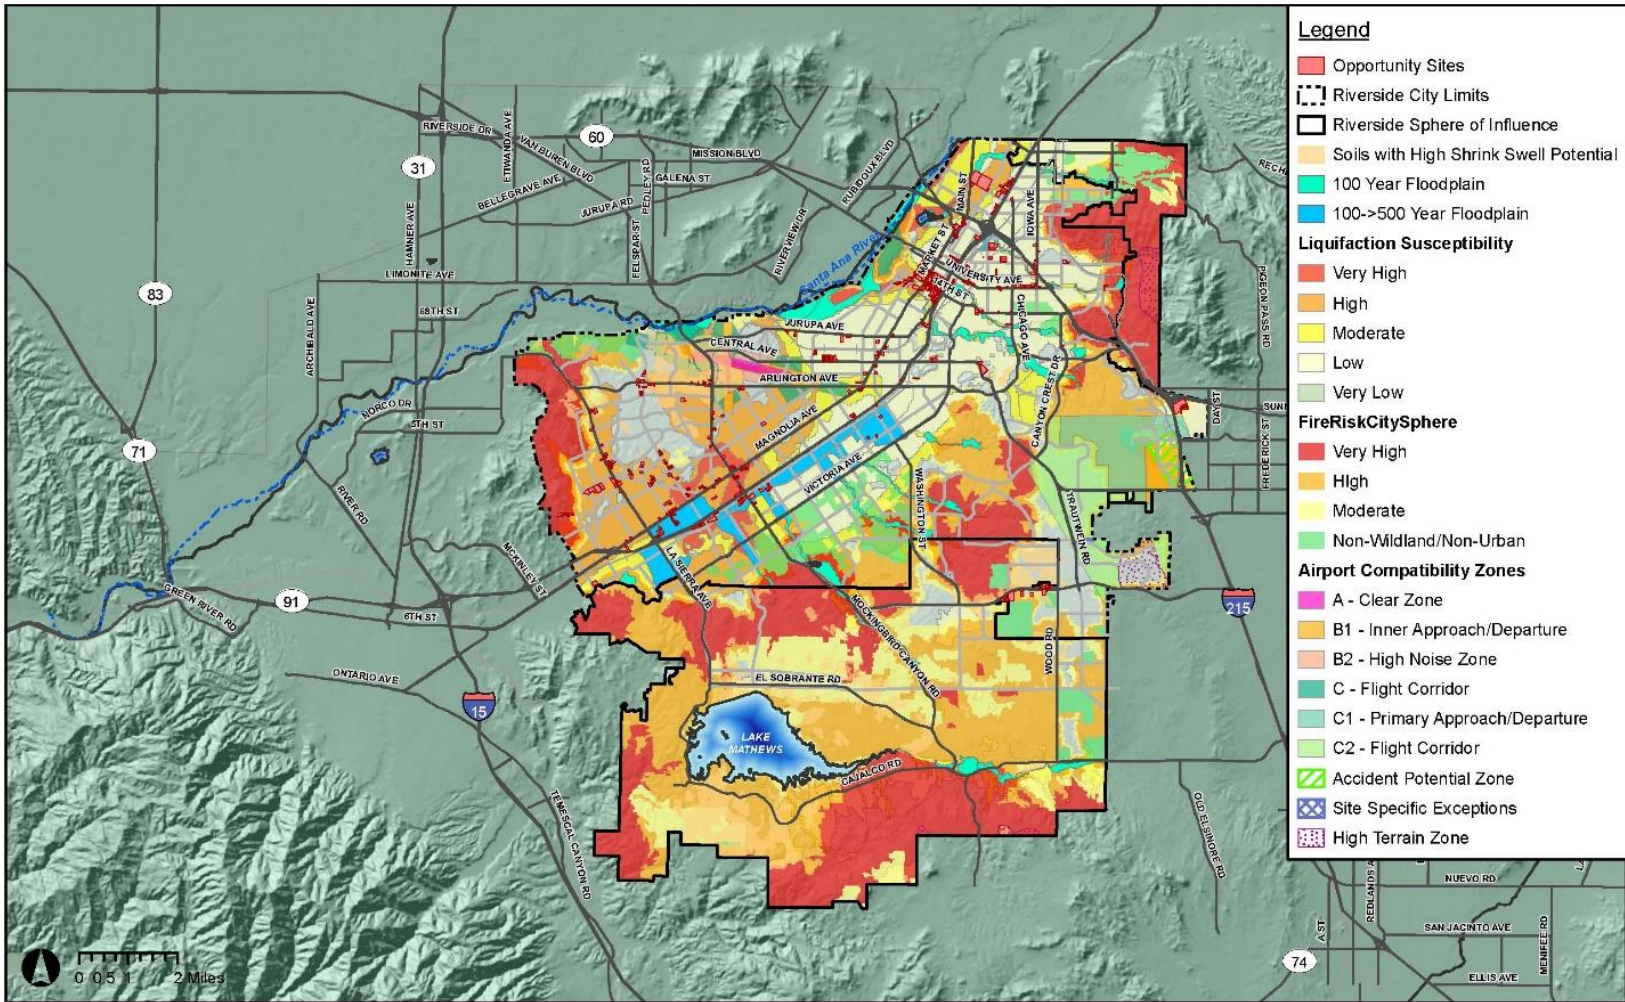 Legend
Opportunity Sites
Riverside City Limits
Riverside Sphere of Influence
Soils with High Shrink Swell Potential
100 Year Floodplain
100->500 Year Floodplain
Liquifaction Susceptibility
Very High
High
Moderate
Low
Very Low
FireRiskCitySphere
Very High
HIgh
Moderate
Non-Wildland/Non-Urban
Airport Compatibility Zones
A - Clear Zone
B1 - Inner Approach/Departure
B2 - High Noise Zone
C - Flight Corridor
C1 - Primary Approach/Departure
C2 - Flight Corridor
Accident Potential Zone
Site Specific Exceptions
High Terrain Zone
RIVERSIDE DR
ETIWANDA AVE
VAN BUREN BLVD
60
MISSION BLVD
31
BELLEGRAVE AVE
PEDLEY RD
GALENA ST
RUBIDOUX BLVD
MAIN ST
IOWA AVE
JURUPA RD
HAMNER AVE
FELSPAR ST
RIVERVIEW DR
MARKET ST
Santa Ana River
UNIVERSITY AVE
14TH ST
LIMONITE AVE
83
PIGEON PASS RD
68TH ST
ARCHIBALD AVE
JURUPA AVE
CHICAGO AVE
CENTRAL AVE
ARLINGTON AVE
CANYON CREST DR
NORCO DR
5TH ST
DAY ST
MAGNOLIA AVE
FREDERICK ST
71
VICTORIA AVE
WASHINGTON ST
RIVER RD
TRAUTWEIN RD
MCKINLEY ST
LA SIERRA AVE
GREEN RIVER RD
91
6TH ST
MOCKINGBIRD CANYON RD
215
WOOD RD
ONTARIO AVE
EL SOBRANTE RD
15
LAKE
MATHEWS
CAJALCO RD
TEMESCAL CANYON RD
OLD ELSINORE RD
NUEVO RD
A ST
SAN JACINTO AVE
MENIFEE RD
74
ELLIS AVE
0 0.5 1 2 Miles